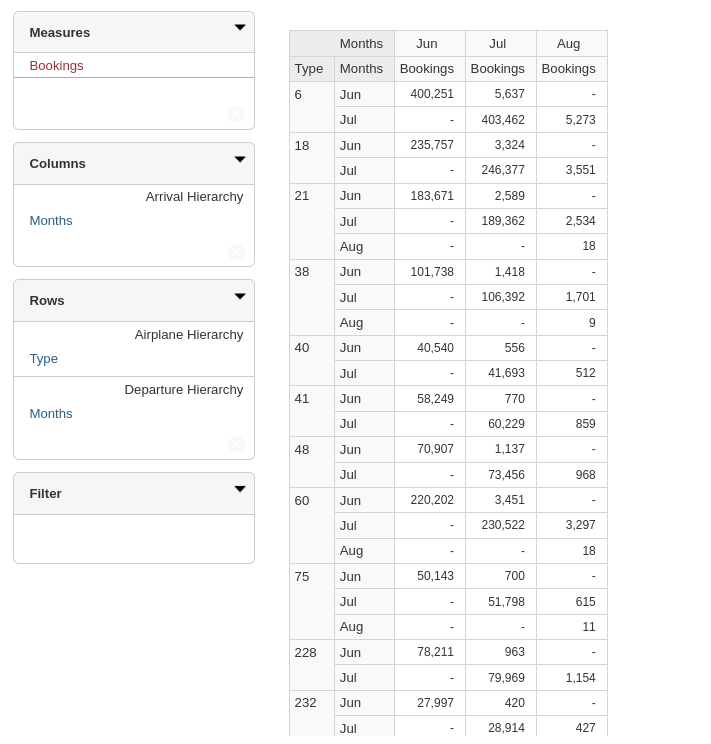 Measures
Bookings
Columns
Arrival Hierarchy
Months
Rows
Airplane Hierarchy
Type
Departure Hierarchy
Months
Filter
Months Jun Jul Aug
Type Months Bookings Bookings Bookings
6 Jun 400,251 5,637 -
Jul - 403,462 5,273
18 Jun 235,757 3,324 -
Jul - 246,377 3,551
21 Jun 183,671 2,589 -
Jul - 189,362 2,534
Aug - - 18
38 Jun 101,738 1,418 -
Jul - 106,392 1,701
Aug - - 9
40 Jun 40,540 556 -
Jul - 41,693 512
41 Jun 58,249 770 -
Jul - 60,229 859
48 Jun 70,907 1,137 -
Jul - 73,456 968
60 Jun 220,202 3,451 -
Jul - 230,522 3,297
Aug - - 18
75 Jun 50,143 700 -
Jul - 51,798 615
Aug - - 11
228 Jun 78,211 963 -
Jul - 79,969 1,154
232 Jun 27,997 420 -
Jul - 28,914 427